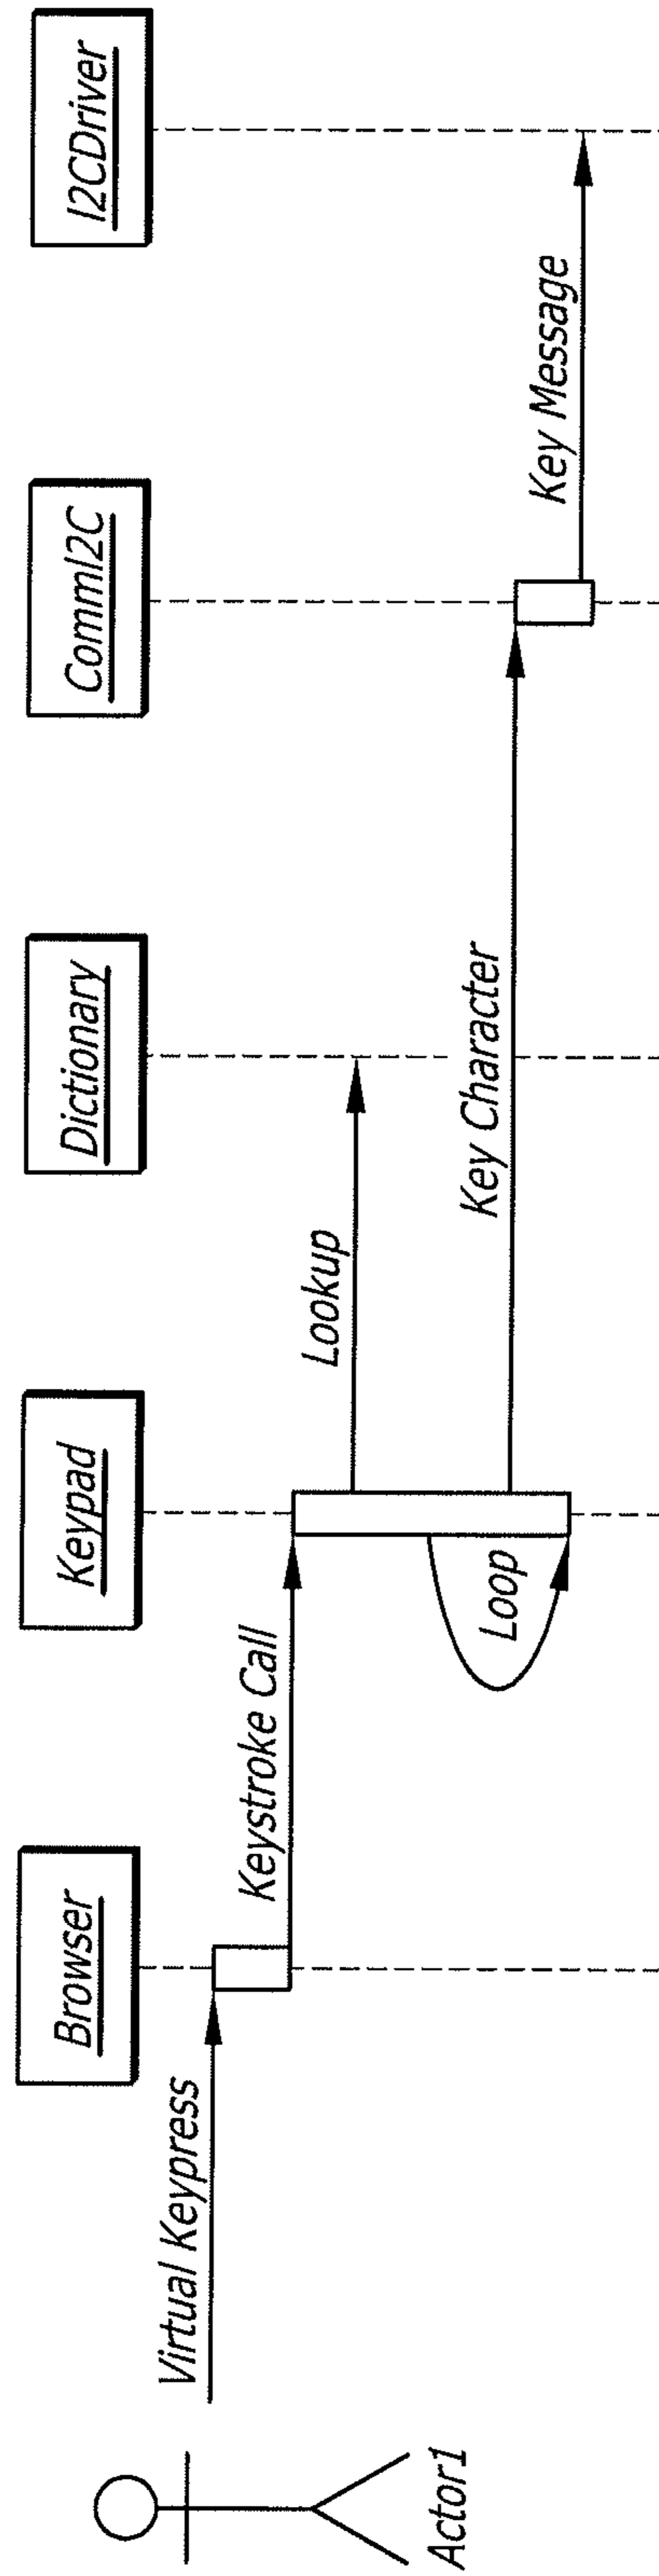 Browser
Keypad
Dictionary
CommI2C
I2CDriver
Virtual Keypress
Keystroke Call
Lookup
Key Character
Loop
Key Message
Actor1